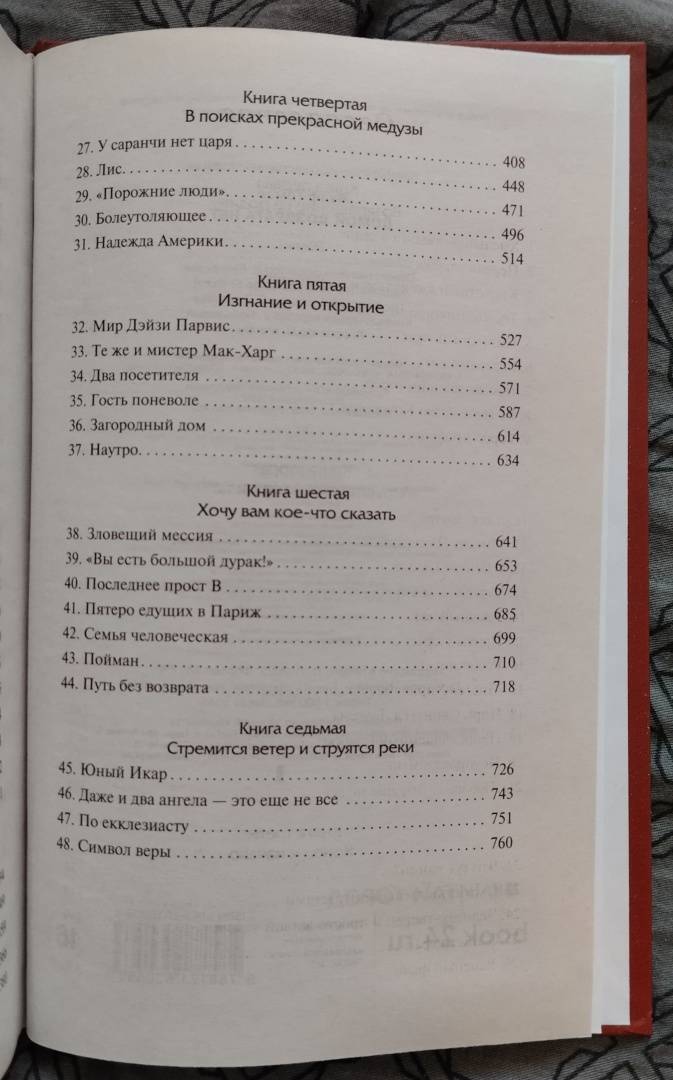 Книга четвертая
В поисках прекрасной медузы
27. У саранчи нет царя . . . . . . . . . . . . . . . . . . . . . . . . . . . . . . 408
28. Лис. . . . . . . . . . . . . . . . . . . . . . . . . . . . . . . . . . . . . . . . . 448
29. «Порожние люди». . . . . . . . . . . . . . . . . . . . . . . . . . . . . . 471
30. Болеутоляющее . . . . . . . . . . . . . . . . . . . . . . . . . . . . . . . . 496
31. Надежда Америки. . . . . . . . . . . . . . . . . . . . . . . . . . . . . . 514
Книга пятая
Изгнание и открытие
32. Мир Дэйзи Парвис. . . . . . . . . . . . . . . . . . . . . . . . . . . . . 527
33. Те же и мистер Мак-Харг . . . . . . . . . . . . . . . . . . . . . . . . 554
34. Два посетителя . . . . . . . . . . . . . . . . . . . . . . . . . . . . . . . . 571
35. Гость поневоле . . . . . . . . . . . . . . . . . . . . . . . . . . . . . . . . 587
36. Загородный дом . . . . . . . . . . . . . . . . . . . . . . . . . . . . . . . 614
37. Наутро. . . . . . . . . . . . . . . . . . . . . . . . . . . . . . . . . . . . . . . 634
Книга шестая
Хочу вам кое-что сказать
38. Зловещий мессия . . . . . . . . . . . . . . . . . . . . . . . . . . . . . . 641
39. «Вы есть большой дурак!» . . . . . . . . . . . . . . . . . . . . . . . 653
40. Последнее прост В . . . . . . . . . . . . . . . . . . . . . . . . . . . . . 674
41. Пятеро едущих в Париж . . . . . . . . . . . . . . . . . . . . . . . . 685
42. Семья человеческая . . . . . . . . . . . . . . . . . . . . . . . . . . . . 699
43. Пойман. . . . . . . . . . . . . . . . . . . . . . . . . . . . . . . . . . . . . . 710
44. Путь без возврата . . . . . . . . . . . . . . . . . . . . . . . . . . . . . 718
Книга седьмая
Стремится ветер и струятся реки
45. Юный Икар . . . . . . . . . . . . . . . . . . . . . . . . . . . . . . . . . . 726
46. Даже и два ангела — это еще не все . . . . . . . . . . . . . . . 743
47. По екклезиасту . . . . . . . . . . . . . . . . . . . . . . . . . . . . . . . 751
48. Символ веры . . . . . . . . . . . . . . . . . . . . . . . . . . . . . . . . . 760
book24.ru